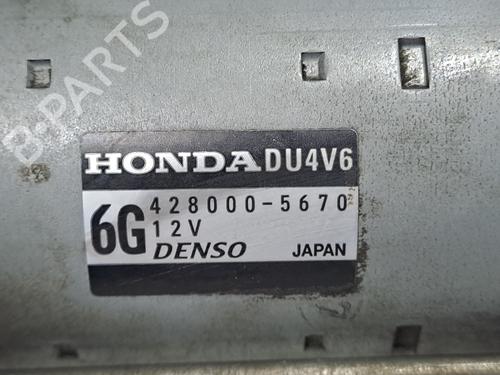 B-PARTS
HONDA DU4V6
6G 428000-5670
12V
DENSO JAPAN